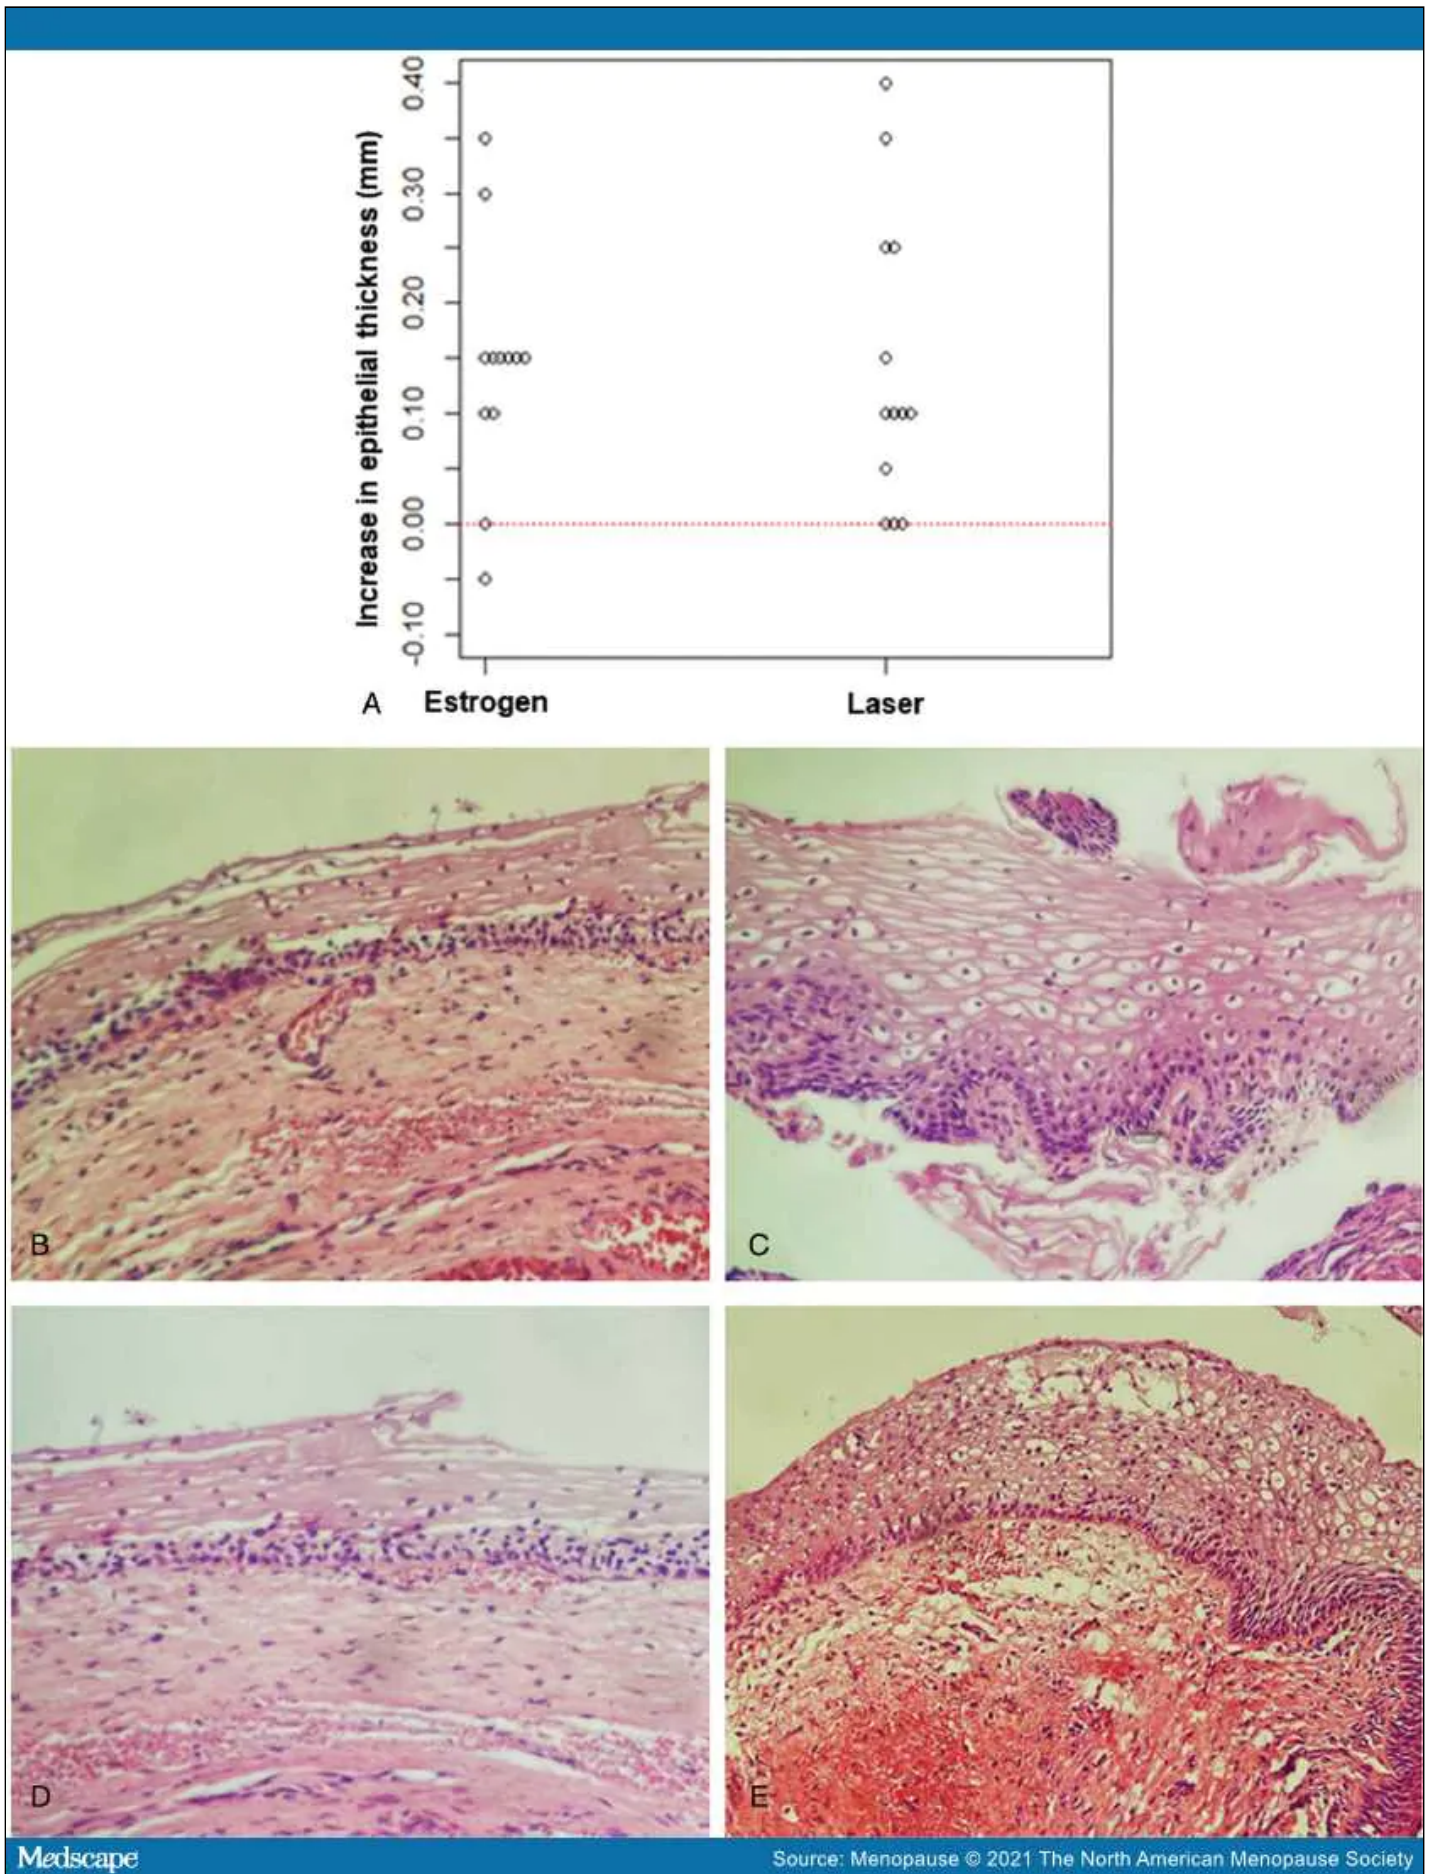 Increase in epithelial thickness (mm)
0.40
0.30
0.20
0.10
0.00
-0.10
A
Estrogen
Laser
B
C
D
E
Medscape
Source: Menopause © 2021 The North American Menopause Society